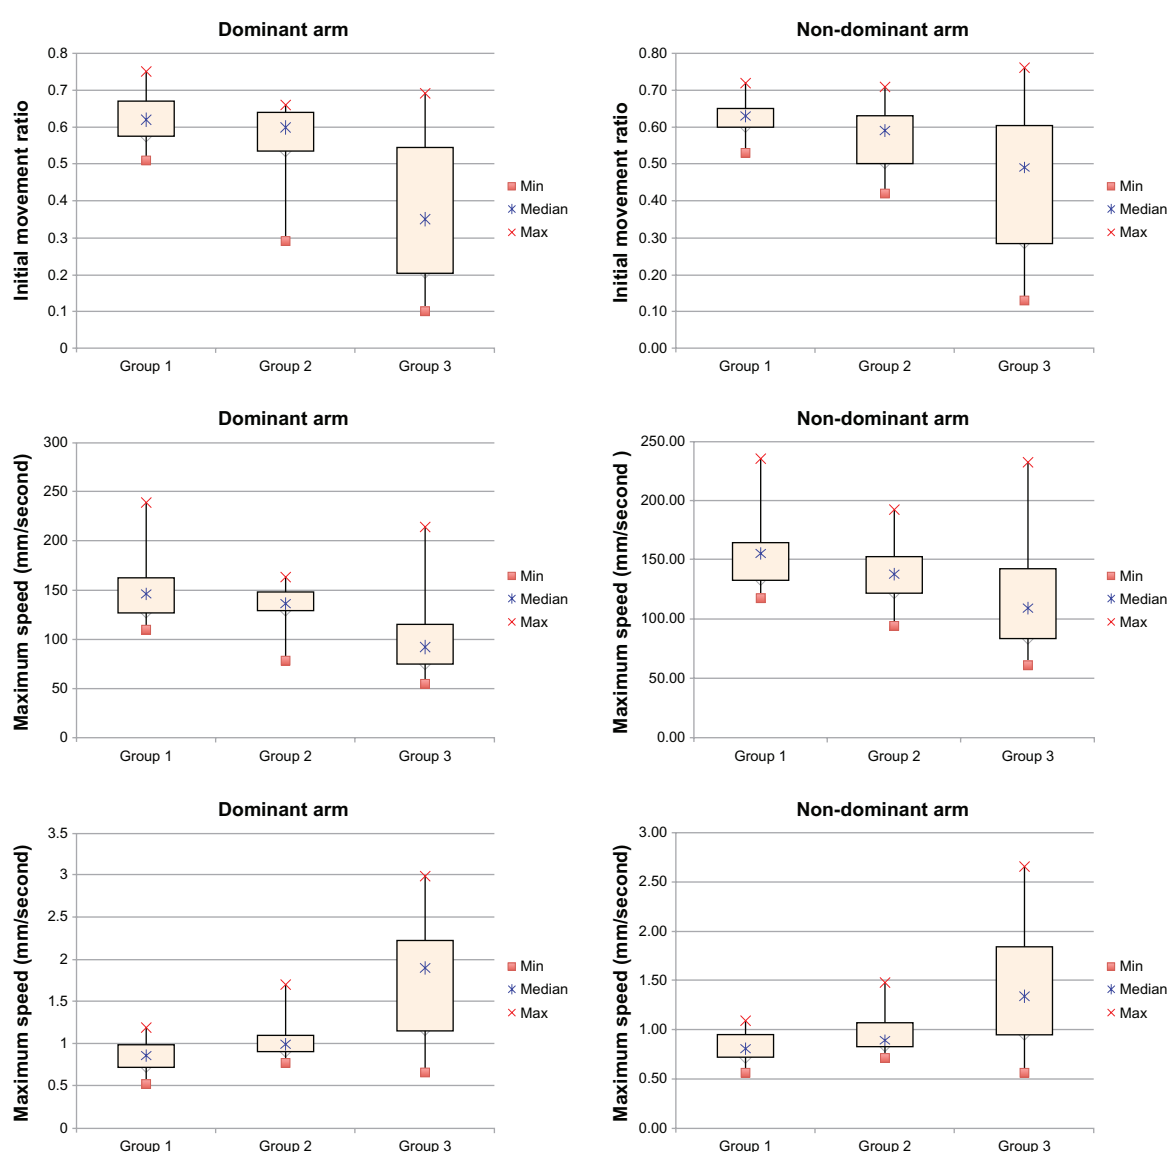 Dominant arm
Initial movement ratio
0.8
0.7
0.6
0.5
0.4
0.3
0.2
0.1
0
Group 1 Group 2 Group 3
Min
Median
Max
Non-dominant arm
Initial movement ratio
0.80
0.70
0.60
0.50
0.40
0.30
0.20
0.10
0.00
Group 1 Group 2 Group 3
Min
Median
Max
Dominant arm
Maximum speed (mm/second)
300
250
200
150
100
50
0
Group 1 Group 2 Group 3
Min
Median
Max
Non-dominant arm
Maximum speed (mm/second )
250.00
200.00
150.00
100.00
50.00
0.00
Group 1 Group 2 Group 3
Min
Median
Max
Dominant arm
Maximum speed (mm/second)
3.5
3
2.5
2
1.5
1
0.5
0
Group 1 Group 2 Group 3
Min
Median
Max
Non-dominant arm
Maximum speed (mm/second)
3.00
2.50
2.00
1.50
1.00
0.50
0.00
Group 1 Group 2 Group 3
Min
Median
Max